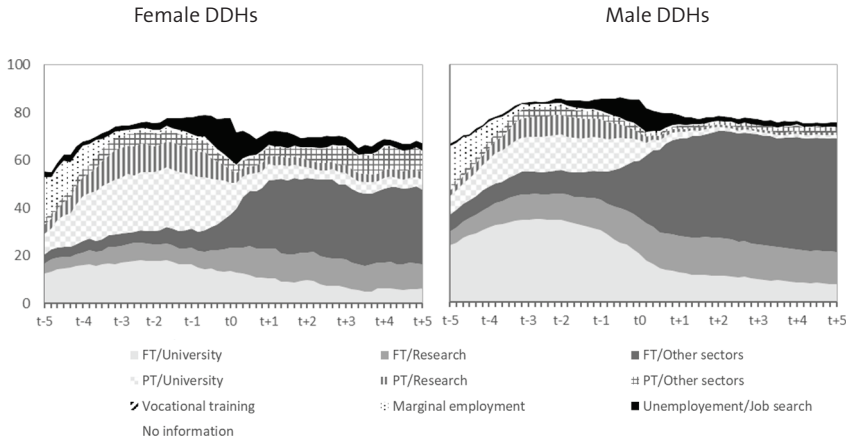 Female DDHs Male DDHs
100
80
60
40
20
0
t-5 t-4 t-3 t-2 t-1 t0 t+1 t+2 t+3 t+4 t+5
t-5 t-4 t-3 t-2 t-1 t0 t+1 t+2 t+3 t+4 t+5
FT/University FT/Research FT/Other sectors
PT/University PT/Research PT/Other sectors
Vocational training Marginal employment Unemployement/Job search
No information